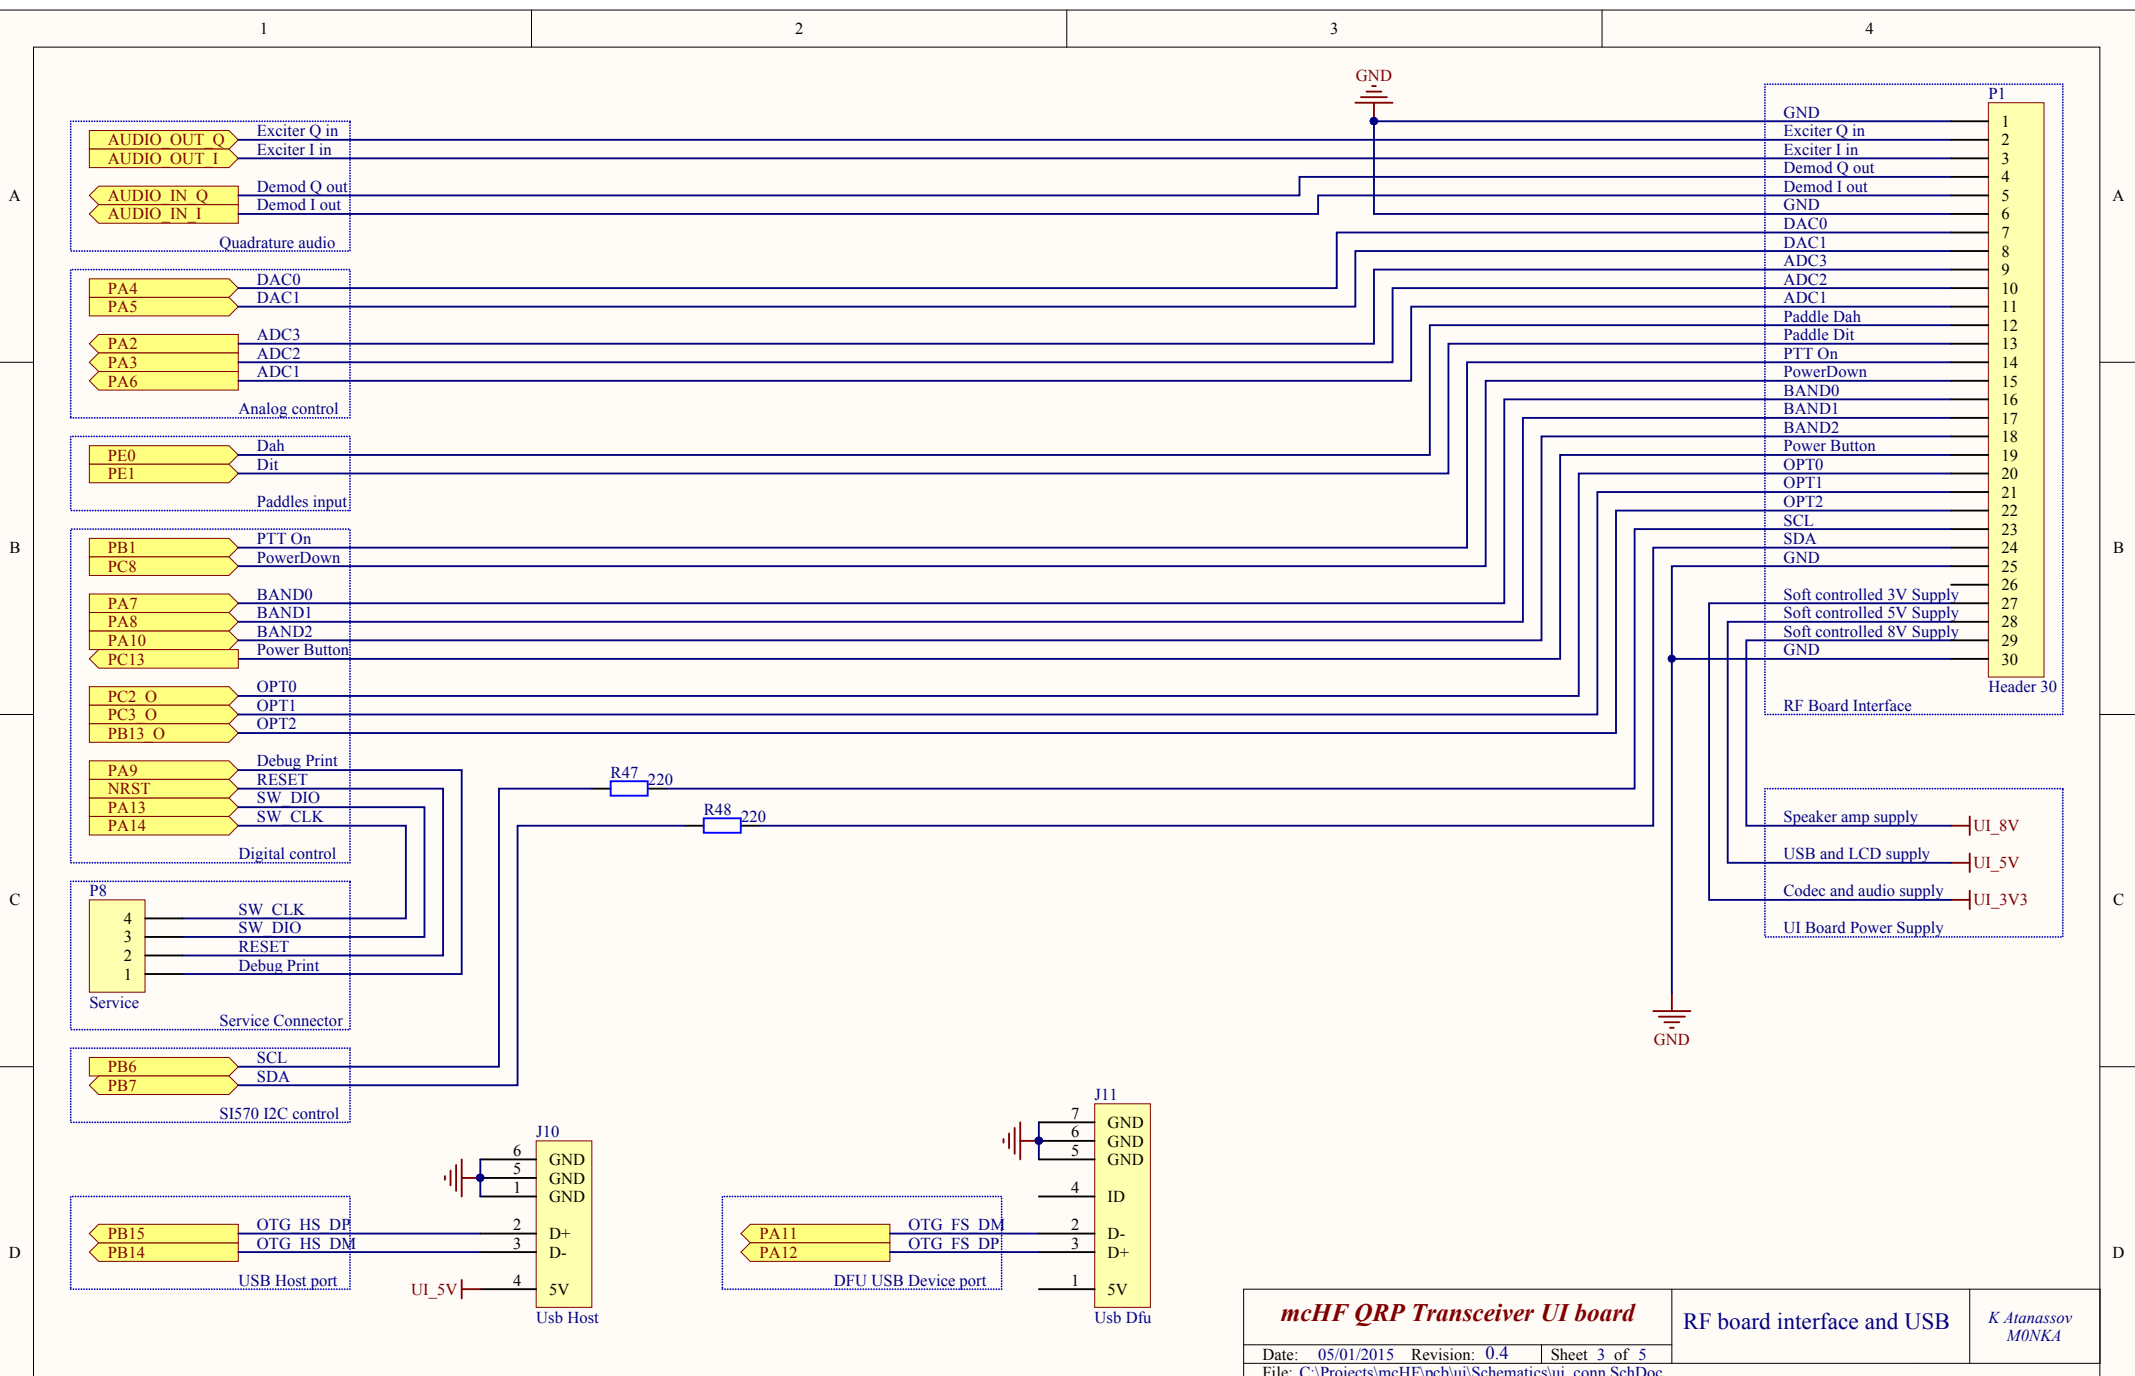 1 2 3 4
A
B
C
D
A
B
C
D
AUDIO_OUT_Q Exciter Q in
AUDIO_OUT_I Exciter I in
AUDIO_IN_Q Demod Q out
AUDIO_IN_I Demod I out
Quadrature audio
PA4 DAC0
PA5 DAC1
PA2 ADC3
PA3 ADC2
PA6 ADC1
Analog control
PE0 Dah
PE1 Dit
Paddles input
PB1 PTT On
PC8 PowerDown
PA7 BAND0
PA8 BAND1
PA10 BAND2
PC13 Power Button
PC2_O OPT0
PC3_O OPT1
PB13_O OPT2
PA9 Debug Print
NRST RESET
PA13 SW_DIO
PA14 SW_CLK
Digital control
P8
4 SW_CLK
3 SW_DIO
2 RESET
1 Debug Print
Service
Service Connector
PB6 SCL
PB7 SDA
SI570 I2C control
R47 220
R48 220
GND
P1
GND 1
Exciter Q in 2
Exciter I in 3
Demod Q out 4
Demod I out 5
GND 6
DAC0 7
DAC1 8
ADC3 9
ADC2 10
ADC1 11
Paddle Dah 12
Paddle Dit 13
PTT On 14
PowerDown 15
BAND0 16
BAND1 17
BAND2 18
Power Button 19
OPT0 20
OPT1 21
OPT2 22
SCL 23
SDA 24
GND 25
26
Soft controlled 3V Supply 27
Soft controlled 5V Supply 28
Soft controlled 8V Supply 29
GND 30
Header 30
RF Board Interface
Speaker amp supply UI_8V
USB and LCD supply UI_5V
Codec and audio supply UI_3V3
UI Board Power Supply
GND
J10
6 GND
5 GND
1 GND
PB15 OTG_HS_DP 2 D+
PB14 OTG_HS_DM 3 D-
USB Host port
UI_5V 4 5V
Usb Host
J11
7 GND
6 GND
5 GND
4 ID
PA11 OTG_FS_DM 2 D-
PA12 OTG_FS_DP 3 D+
DFU USB Device port
1 5V
Usb Dfu
mcHF QRP Transceiver UI board
RF board interface and USB
K Atanassov
M0NKA
Date: 05/01/2015 Revision: 0.4 Sheet 3 of 5
File: C:\Projects\mcHF\pcb\ui\Schematics\ui_conn.SchDoc